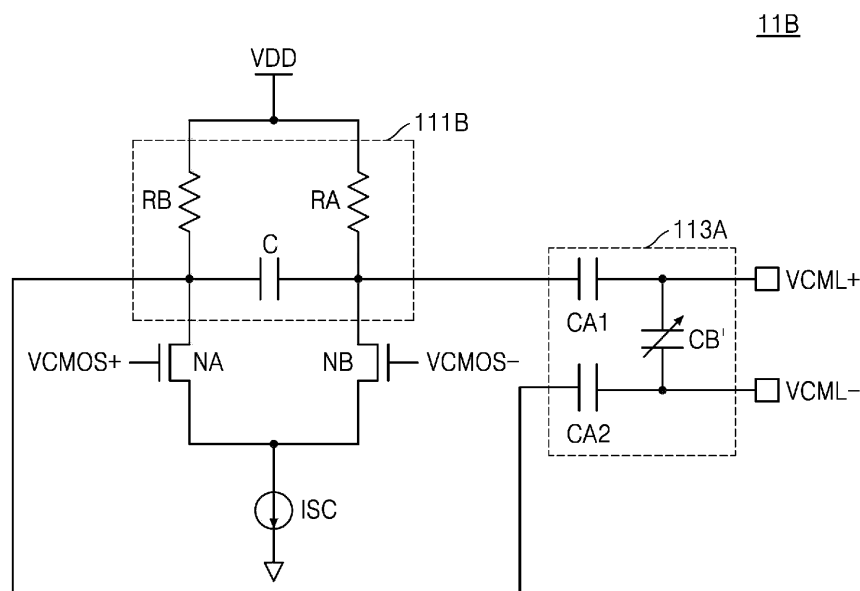 11B
VDD
111B
RB
RA
C
113A
VCML+
CA1
CB'
VCMOS+
NA
NB
VCMOS-
VCML-
CA2
ISC